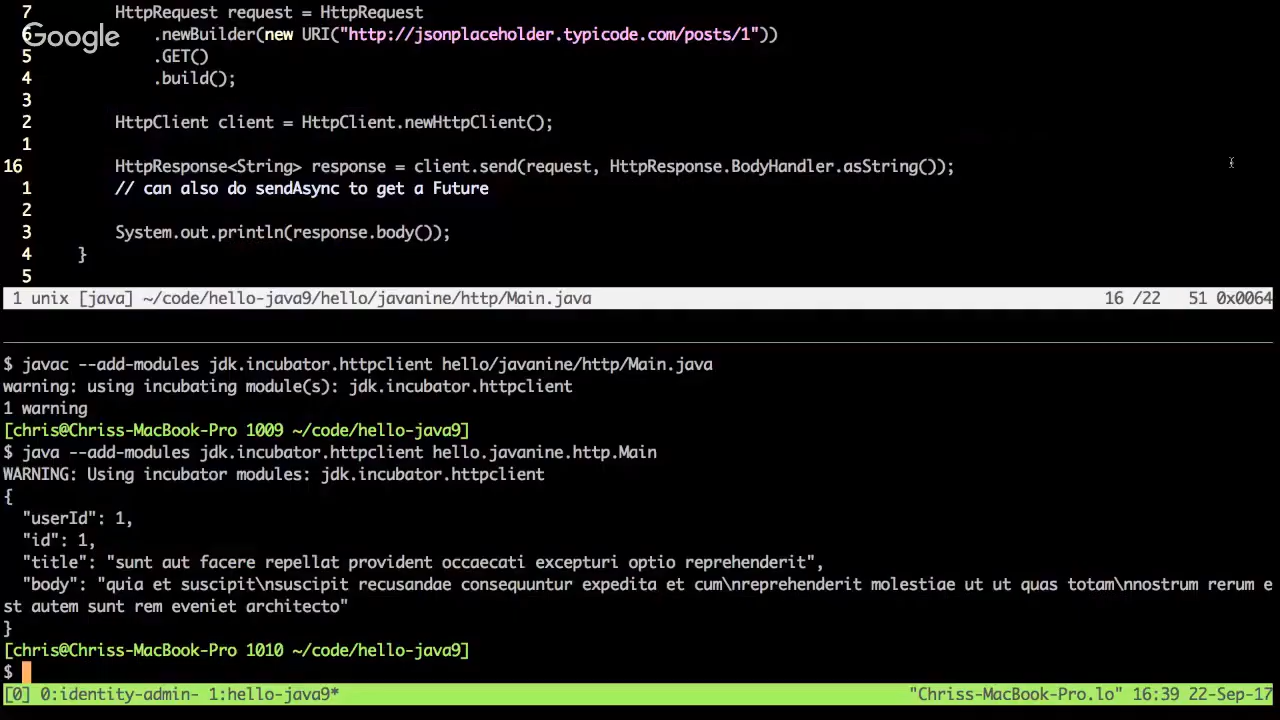 7         HttpRequest request = HttpRequest
Google
6             .newBuilder(new URI("http://jsonplaceholder.typicode.com/posts/1"))
5             .GET()
4             .build();
3
2         HttpClient client = HttpClient.newHttpClient();
1
16         HttpResponse<String> response = client.send(request, HttpResponse.BodyHandler.asString());
1         // can also do sendAsync to get a Future
2
3         System.out.println(response.body());
4     }
5
1 unix [java] ~/code/hello-java9/hello/javanine/http/Main.java 16 /22 51 0x0064
$ javac --add-modules jdk.incubator.httpclient hello/javanine/http/Main.java
warning: using incubating module(s): jdk.incubator.httpclient
1 warning
[chris@Chriss-MacBook-Pro 1009 ~/code/hello-java9]
$ java --add-modules jdk.incubator.httpclient hello.javanine.http.Main
WARNING: Using incubator modules: jdk.incubator.httpclient
{
  "userId": 1,
  "id": 1,
  "title": "sunt aut facere repellat provident occaecati excepturi optio reprehenderit",
  "body": "quia et suscipit\nsuscipit recusandae consequuntur expedita et cum\nreprehenderit molestiae ut ut quas totam\nnostrum rerum e
st autem sunt rem eveniet architecto"
}
[chris@Chriss-MacBook-Pro 1010 ~/code/hello-java9]
$
[0] 0:identity-admin- 1:hello-java9* "Chriss-MacBook-Pro.lo" 16:39 22-Sep-17